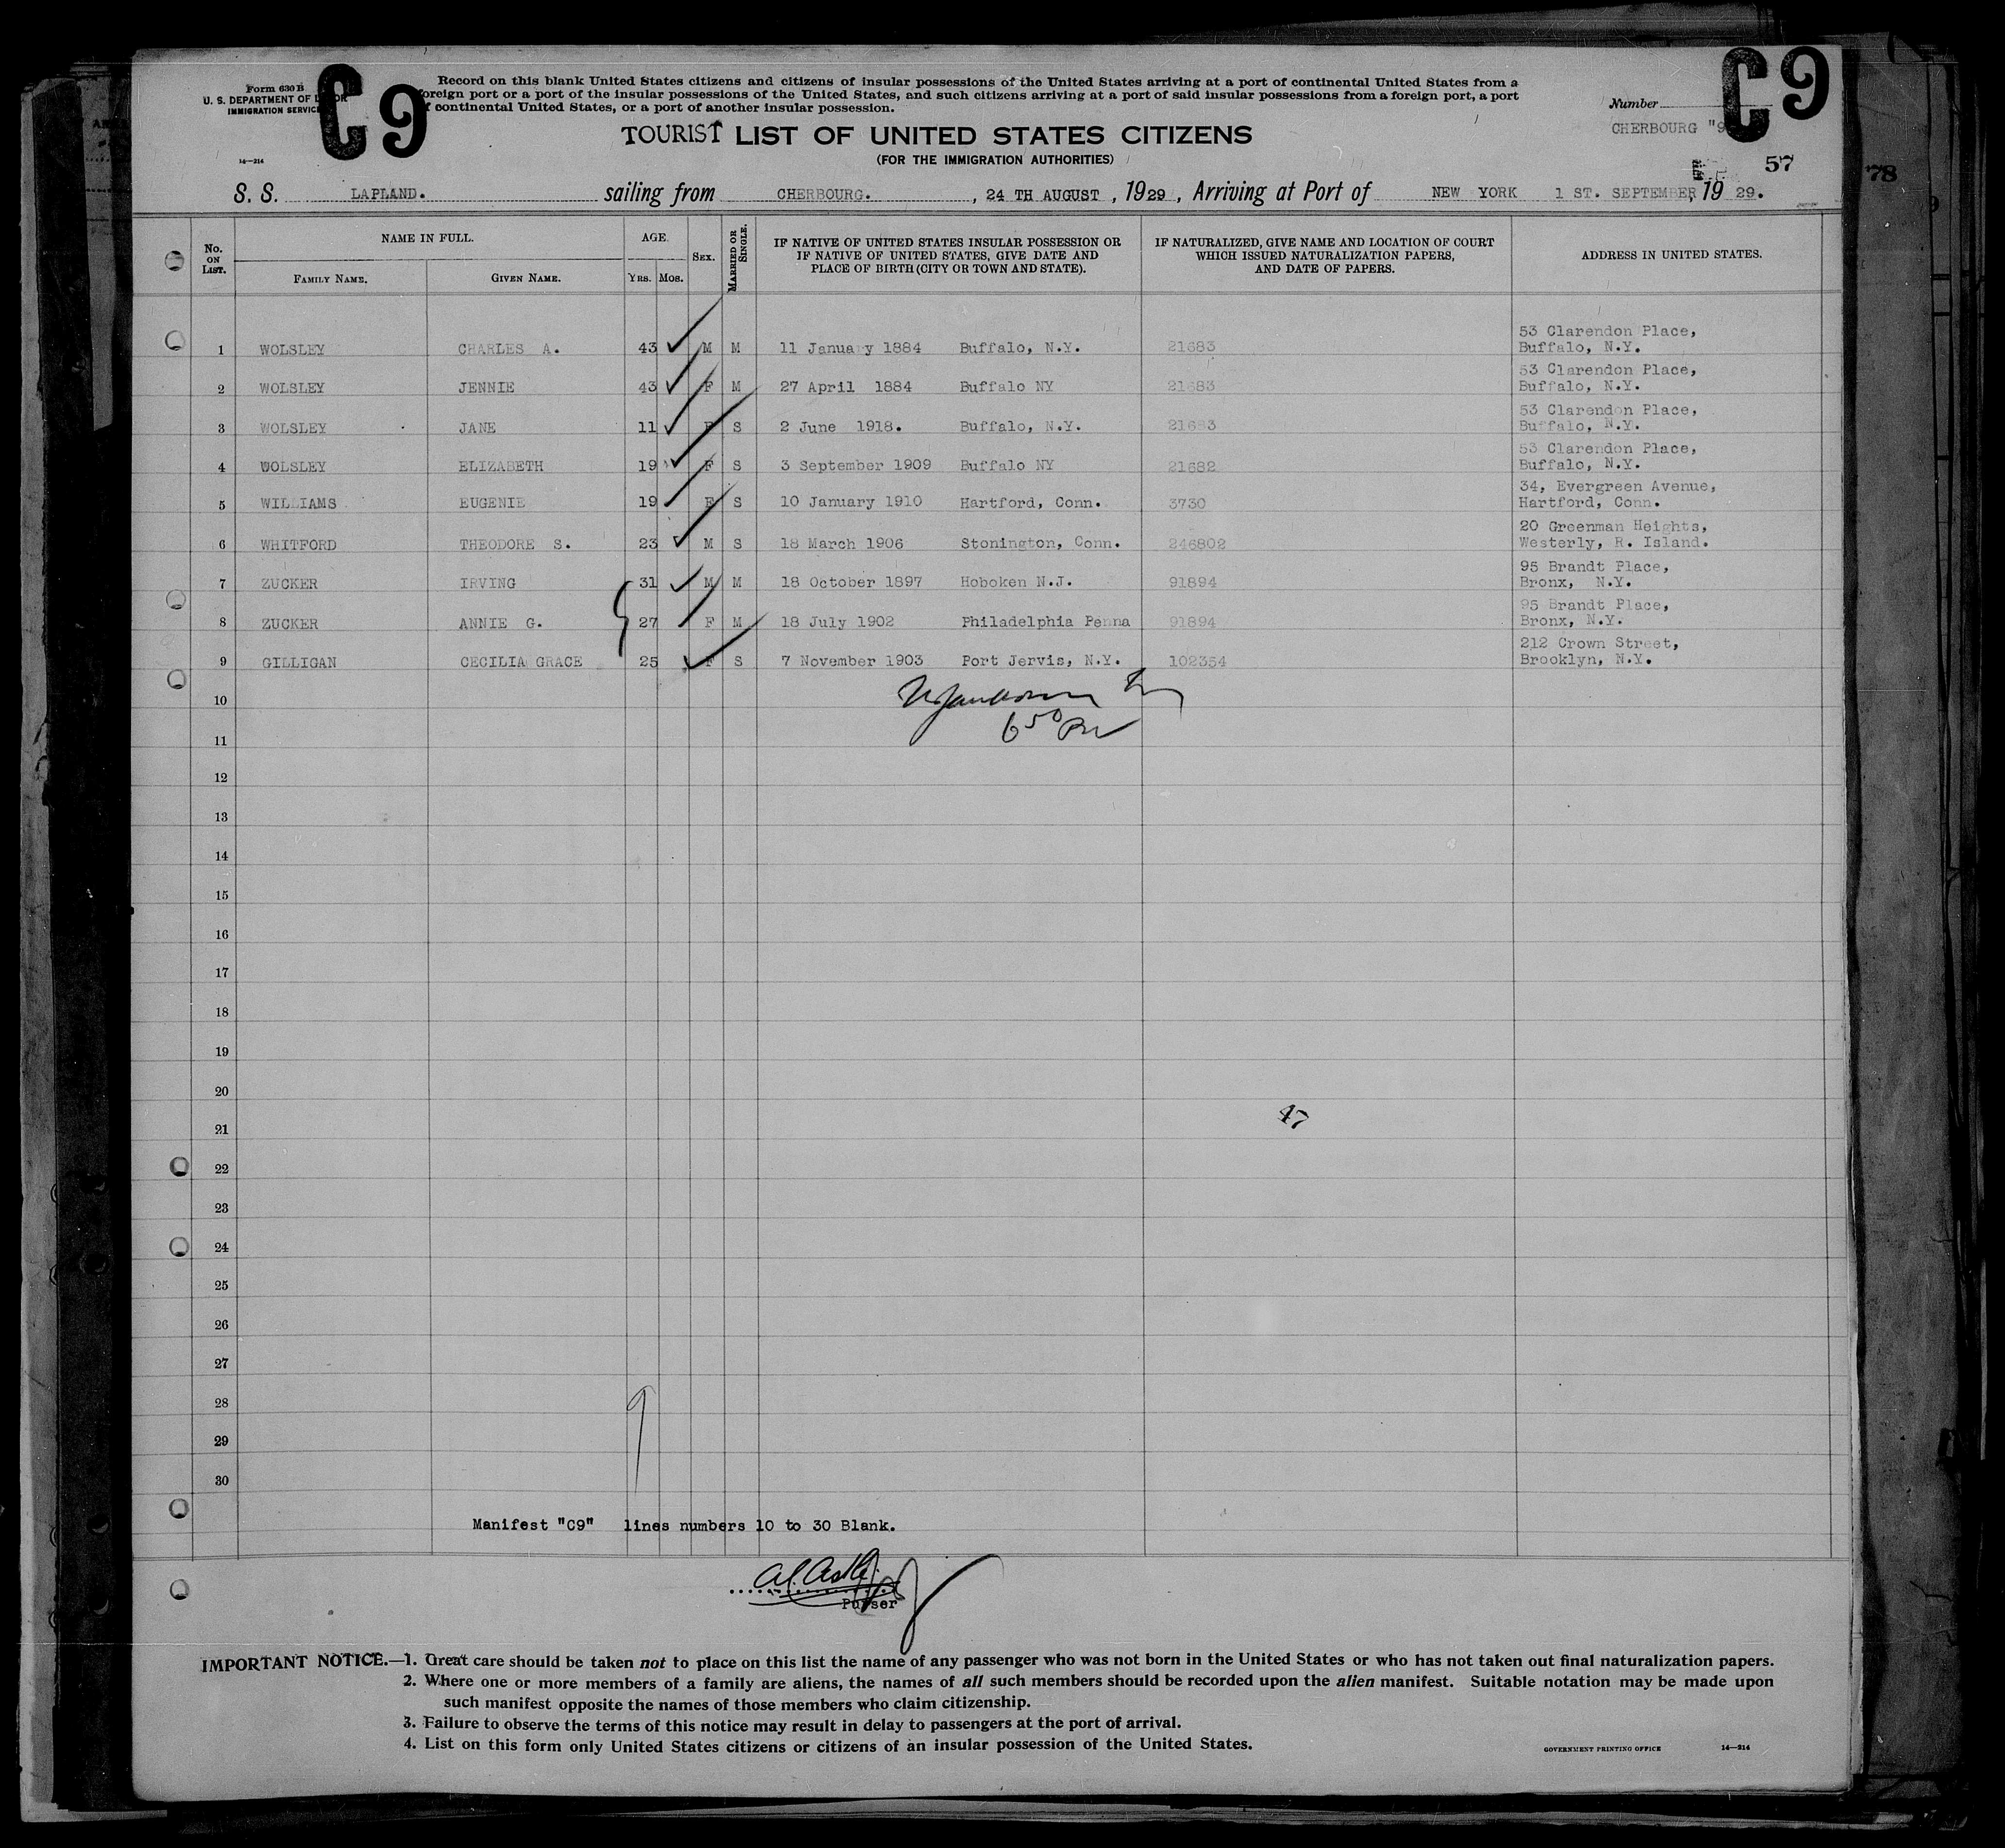 C9
C9
Form 630 B
U. S. DEPARTMENT OF LABOR
IMMIGRATION SERVICE
14—214
Record on this blank United States citizens and citizens of insular possessions of the United States arriving at a port of continental United States from a
foreign port or a port of the insular possessions of the United States, and such citizens arriving at a port of said insular possessions from a foreign port, a port
of continental United States, or a port of another insular possession.
Number
CHERBOURG "9
TOURIST LIST OF UNITED STATES CITIZENS
(FOR THE IMMIGRATION AUTHORITIES)
57
78
S. S. LAPLAND. sailing from CHERBOURG. , 24 TH AUGUST , 1929 , Arriving at Port of NEW YORK 1 ST. SEPTEMBER, 19 29.
No. ON LIST. NAME IN FULL. FAMILY NAME. GIVEN NAME. AGE. YRS. MOS. SEX. MARRIED OR SINGLE. IF NATIVE OF UNITED STATES INSULAR POSSESSION OR IF NATIVE OF UNITED STATES, GIVE DATE AND PLACE OF BIRTH (CITY OR TOWN AND STATE). IF NATURALIZED, GIVE NAME AND LOCATION OF COURT WHICH ISSUED NATURALIZATION PAPERS, AND DATE OF PAPERS. ADDRESS IN UNITED STATES.
1 WOLSLEY CHARLES A. 43 M M 11 January 1884 Buffalo, N.Y. 21683 53 Clarendon Place, Buffalo, N.Y.
2 WOLSLEY JENNIE 43 F M 27 April 1884 Buffalo NY 21683 53 Clarendon Place, Buffalo, N.Y.
3 WOLSLEY JANE 11 F S 2 June 1918. Buffalo, N.Y. 21683 53 Clarendon Place, Buffalo, N.Y.
4 WOLSLEY ELIZABETH 19 F S 3 September 1909 Buffalo NY 21682 53 Clarendon Place, Buffalo, N.Y.
5 WILLIAMS EUGENIE 19 F S 10 January 1910 Hartford, Conn. 3730 34, Evergreen Avenue, Hartford, Conn.
6 WHITFORD THEODORE S. 23 M S 18 March 1906 Stonington, Conn. 246802 20 Greenman Heights, Westerly, R. Island.
7 ZUCKER IRVING 31 M M 18 October 1897 Hoboken N.J. 91894 95 Brandt Place, Bronx, N.Y.
8 ZUCKER ANNIE G. 27 F M 18 July 1902 Philadelphia Penna 91894 95 Brandt Place, Bronx, N.Y.
9 GILLIGAN CECILIA GRACE 25 F S 7 November 1903 Port Jervis, N.Y. 102354 212 Crown Street, Brooklyn, N.Y.
10
6 50 PM
11
12
13
14
15
16
17
18
19
20
47
21
22
23
24
25
26
27
28
9
29
30
Manifest "C9" lines numbers 10 to 30 Blank.
Purser
IMPORTANT NOTICE.—1. Great care should be taken not to place on this list the name of any passenger who was not born in the United States or who has not taken out final naturalization papers.
2. Where one or more members of a family are aliens, the names of all such members should be recorded upon the alien manifest. Suitable notation may be made upon
such manifest opposite the names of those members who claim citizenship.
3. Failure to observe the terms of this notice may result in delay to passengers at the port of arrival.
4. List on this form only United States citizens or citizens of an insular possession of the United States.
GOVERNMENT PRINTING OFFICE 14—214